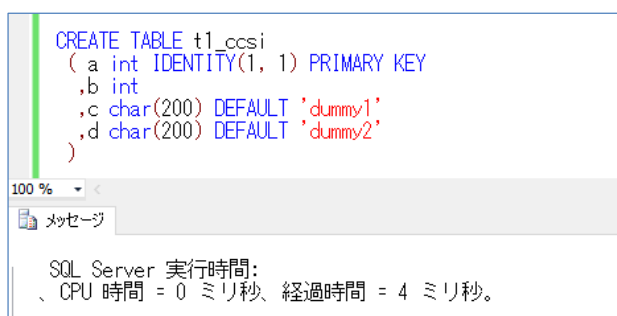 CREATE TABLE t1_ccsi
( a int IDENTITY(1, 1) PRIMARY KEY
,b int
,c char(200) DEFAULT 'dummy1'
,d char(200) DEFAULT 'dummy2'
)
100 %
メッセージ
SQL Server 実行時間:
、CPU 時間 = 0 ミリ秒、経過時間 = 4 ミリ秒。